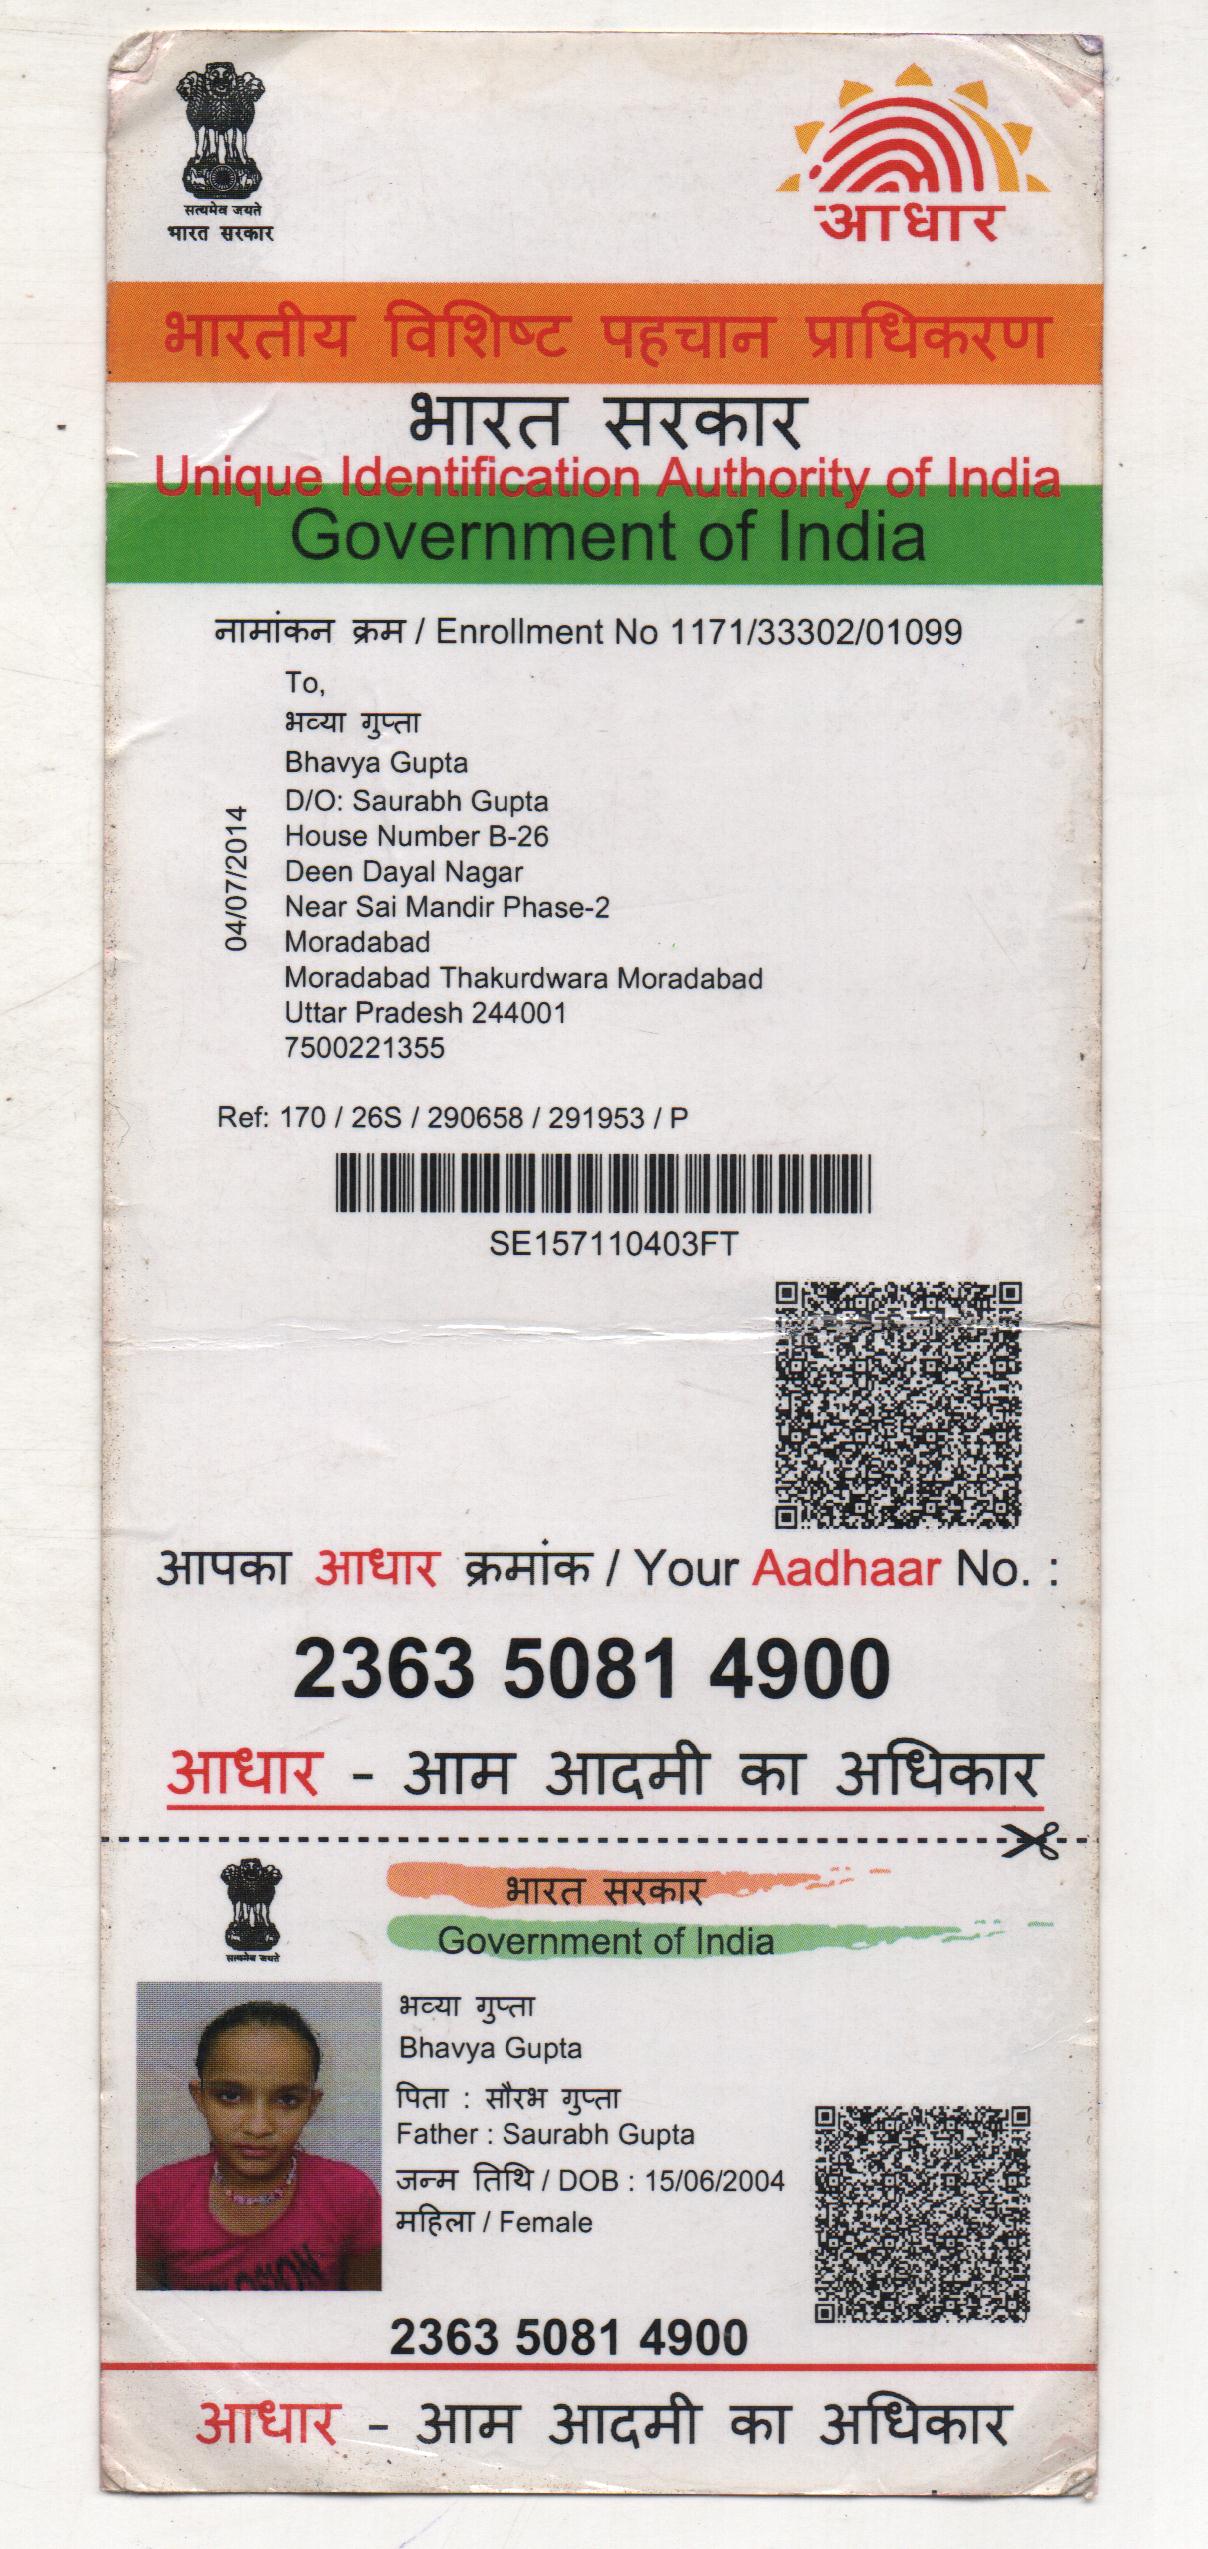 सत्यमेव जयते
भारत सरकार
आधार
भारतीय विशिष्ट पहचान प्राधिकरण
भारत सरकार
Unique Identification Authority of India
Government of India
नामांकन क्रम / Enrollment No 1171/33302/01099
To,
भव्या गुप्ता
Bhavya Gupta
D/O: Saurabh Gupta
House Number B-26
Deen Dayal Nagar
Near Sai Mandir Phase-2
Moradabad
Moradabad Thakurdwara Moradabad
Uttar Pradesh 244001
7500221355
04/07/2014
Ref: 170 / 26S / 290658 / 291953 / P
SE157110403FT
आपका आधार क्रमांक / Your Aadhaar No. :
2363 5081 4900
आधार - आम आदमी का अधिकार
सत्यमेव जयते
भारत सरकार
Government of India
भव्या गुप्ता
Bhavya Gupta
पिता : सौरभ गुप्ता
Father : Saurabh Gupta
जन्म तिथि / DOB : 15/06/2004
महिला / Female
2363 5081 4900
आधार - आम आदमी का अधिकार